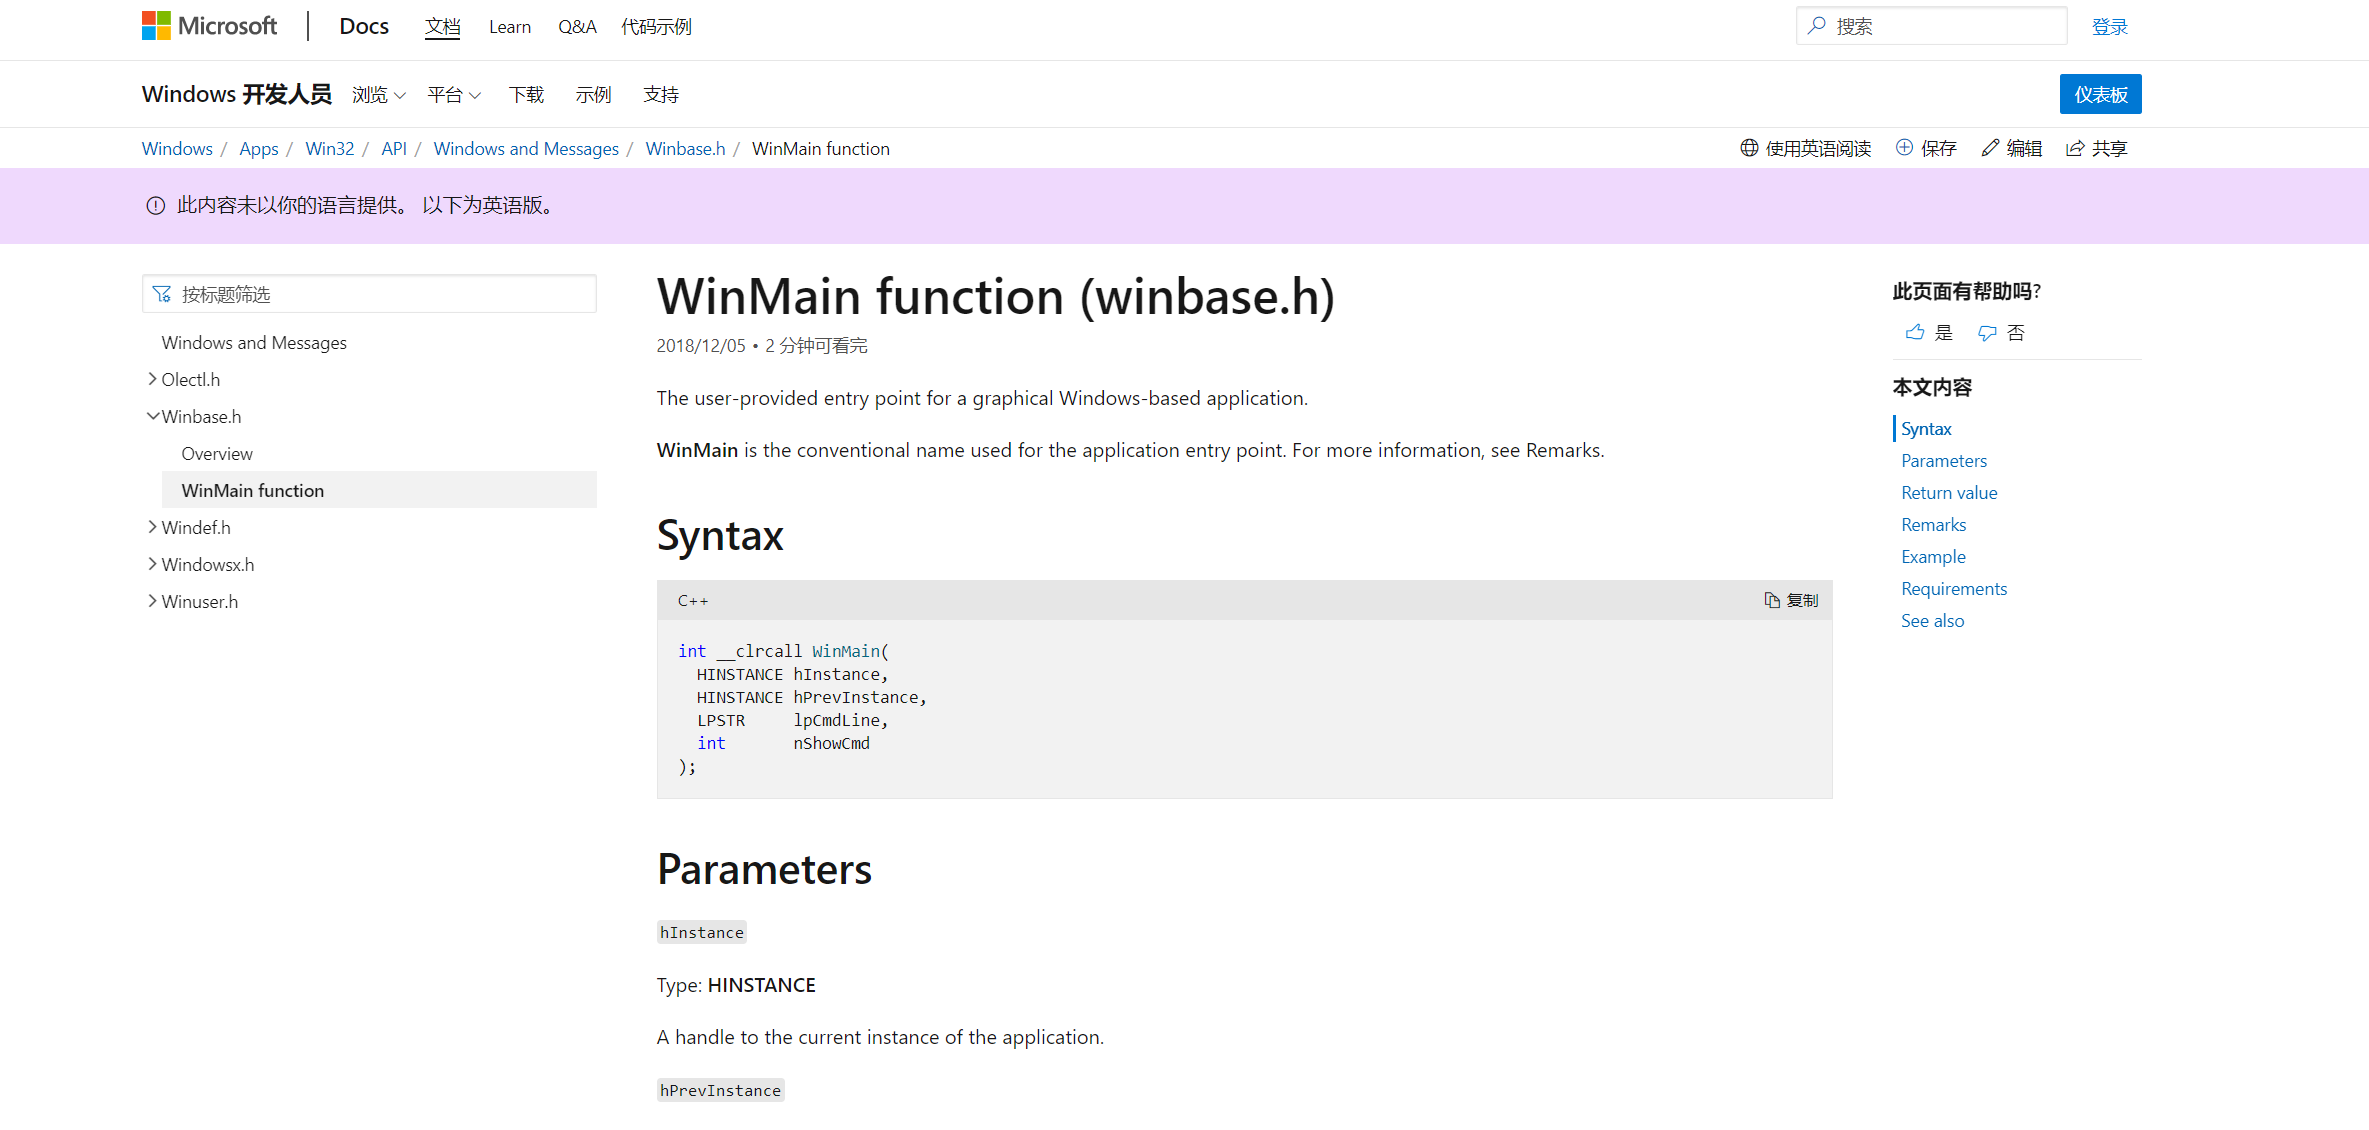 Microsoft Docs 文档 Learn Q&A 代码示例 搜索 登录
Windows 开发人员 浏览 平台 下载 示例 支持 仪表板
Windows / Apps / Win32 / API / Windows and Messages / Winbase.h / WinMain function 使用英语阅读 保存 编辑 共享
此内容未以你的语言提供。 以下为英语版。
按标题筛选
Windows and Messages
Olectl.h
Winbase.h
Overview
WinMain function
Windef.h
Windowsx.h
Winuser.h
WinMain function (winbase.h)
2018/12/05 • 2 分钟可看完
The user-provided entry point for a graphical Windows-based application.
WinMain is the conventional name used for the application entry point. For more information, see Remarks.
Syntax
C++ 复制
int __clrcall WinMain(
  HINSTANCE hInstance,
  HINSTANCE hPrevInstance,
  LPSTR     lpCmdLine,
  int       nShowCmd
);
Parameters
hInstance
Type: HINSTANCE
A handle to the current instance of the application.
hPrevInstance
此页面有帮助吗?
是 否
本文内容
Syntax
Parameters
Return value
Remarks
Example
Requirements
See also